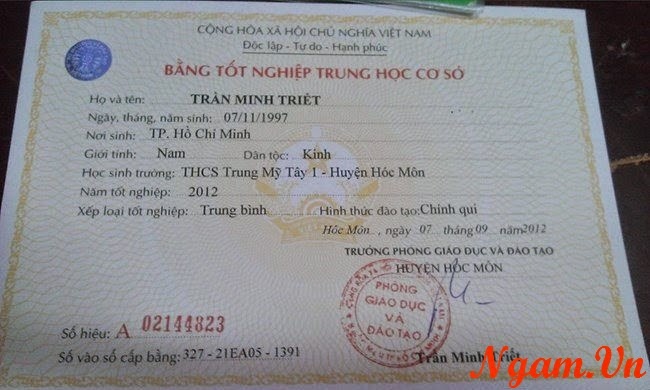 CỘNG HÒA XÃ HỘI CHỦ NGHĨA VIỆT NAM
Độc lập - Tự do - Hạnh phúc
BẰNG TỐT NGHIỆP TRUNG HỌC CƠ SỞ
Họ và tên: TRẦN MINH TRIẾT
Ngày, tháng, năm sinh: 07/11/1997
Nơi sinh: TP. Hồ Chí Minh
Giới tính: Nam Dân tộc: Kinh
Học sinh trường: THCS Trung Mỹ Tây 1 - Huyện Hóc Môn
Năm tốt nghiệp: 2012
Xếp loại tốt nghiệp: Trung bình Hình thức đào tạo: Chính qui
Hóc Môn, ngày 07 tháng 09 năm 2012
TRƯỞNG PHÒNG GIÁO DỤC VÀ ĐÀO TẠO
HUYỆN HÓC MÔN
PHÒNG
GIÁO DỤC
VÀ
ĐÀO TẠO
Số hiệu: A 02144823
Số vào sổ cấp bằng: 327 - 21EA05 - 1391
Trần Minh Triết
Ngam.Vn